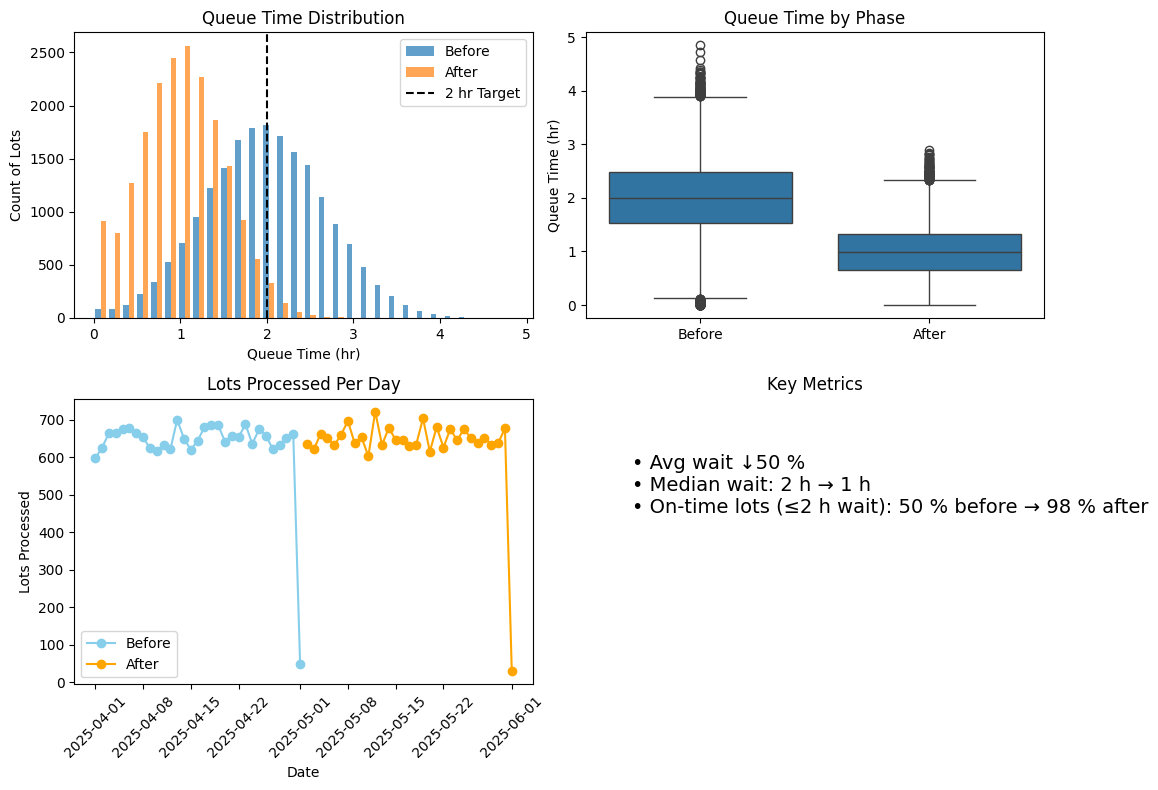 Queue Time Distribution
2500
2000
1500
1000
500
0
Count of Lots
Before
After
2 hr Target
0 1 2 3 4 5
Queue Time (hr)
Queue Time by Phase
5
4
3
2
1
0
Queue Time (hr)
Before After
Lots Processed Per Day
700
600
500
400
300
200
100
0
Lots Processed
Before
After
2025-04-01 2025-04-08 2025-04-15 2025-04-22 2025-05-01 2025-05-08 2025-05-15 2025-05-22 2025-06-01
Date
Key Metrics
• Avg wait ↓50 %
• Median wait: 2 h → 1 h
• On-time lots (≤2 h wait): 50 % before → 98 % after